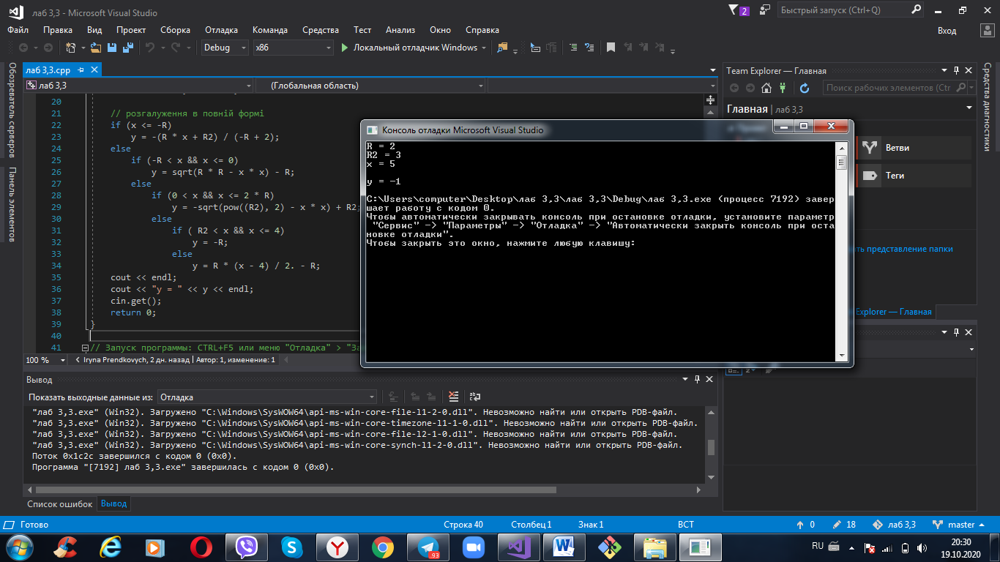 лаб 3,3 - Microsoft Visual Studio
2
Быстрый запуск (Ctrl+Q)
Файл Правка Вид Проект Сборка Отладка Команда Средства Тест Анализ Окно Справка
Вход
Debug x86 Локальный отладчик Windows
Обозреватель серверов
Панель элементов
лаб 3,3.cpp
лаб 3,3 (Глобальная область)
20
21 // розгалуження в повній формі
22 if (x <= -R)
23 y = -(R * x + R2) / (-R + 2);
24 else
25 if (-R < x && x <= 0)
26 y = sqrt(R * R - x * x) - R;
27 else
28 if (0 < x && x <= 2 * R)
29 y = -sqrt(pow((R2), 2) - x * x) + R2;
30 else
31 if ( R2 < x && x <= 4)
32 y = -R;
33 else
34 y = R * (x - 4) / 2. - R;
35 cout << endl;
36 cout << "y = " << y << endl;
37 cin.get();
38 return 0;
39 }
40
41 // Запуск программы: CTRL+F5 или меню "Отладка" >
100 % Iryna Prendkovych, 2 дн. назад | Автор: 1, изменение: 1
Консоль отладки Microsoft Visual Studio
R = 2
R2 = 3
x = 5
y = -1
C:\Users\computer\Desktop\лаб 3,3\лаб 3,3\Debug\лаб 3,3.exe (процесс 7192) завер
шает работу с кодом 0.
Чтобы автоматически закрывать консоль при остановке отладки, установите параметр
"Сервис" -> "Параметры" -> "Отладка" -> "Автоматически закрыть консоль при оста
новке отладки".
Чтобы закрыть это окно, нажмите любую клавишу:
Team Explorer — Главная
Поиск рабочих элементов (Ctr
Главная | лаб 3,3
Ветви
Теги
ть представление папки
Explorer — Главная
Средства диагностики
Вывод
Показать выходные данные из: Отладка
"лаб 3,3.exe" (Win32). Загружено "C:\Windows\SysWOW64\api-ms-win-core-file-l1-2-0.dll". Невозможно найти или открыть PDB-файл.
"лаб 3,3.exe" (Win32). Загружено "C:\Windows\SysWOW64\api-ms-win-core-timezone-l1-1-0.dll". Невозможно найти или открыть PDB-файл.
"лаб 3,3.exe" (Win32). Загружено "C:\Windows\SysWOW64\api-ms-win-core-file-l2-1-0.dll". Невозможно найти или открыть PDB-файл.
"лаб 3,3.exe" (Win32). Загружено "C:\Windows\SysWOW64\api-ms-win-core-synch-l1-2-0.dll". Невозможно найти или открыть PDB-файл.
Поток 0x1c2c завершился с кодом 0 (0x0).
Программа "[7192] лаб 3,3.exe" завершилась с кодом 0 (0x0).
Список ошибок Вывод
Готово Строка 40 Столбец 1 Знак 1 ВСТ 0 18 лаб 3,3 master
93
RU
20:30
19.10.2020